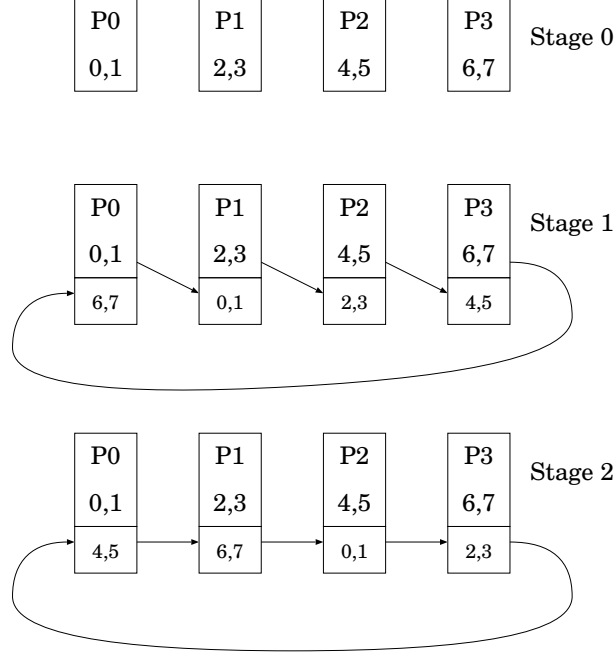 P0 P1 P2 P3 Stage 0
0,1 2,3 4,5 6,7
P0 P1 P2 P3 Stage 1
0,1 2,3 4,5 6,7
6,7 0,1 2,3 4,5
P0 P1 P2 P3 Stage 2
0,1 2,3 4,5 6,7
4,5 6,7 0,1 2,3